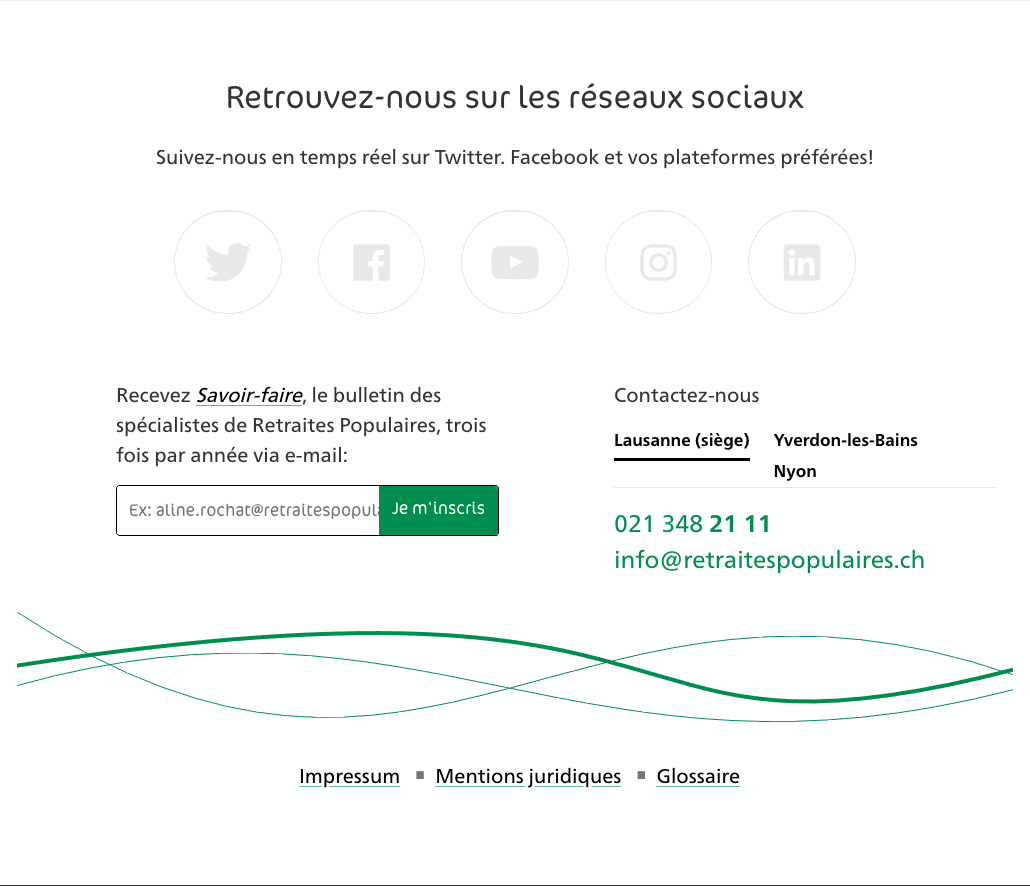 Retrouvez-nous sur les réseaux sociaux
Suivez-nous en temps réel sur Twitter. Facebook et vos plateformes préférées!
Recevez Savoir-faire, le bulletin des
spécialistes de Retraites Populaires, trois
fois par année via e-mail:
Ex: aline.rochat@retraitespopula
Je m'inscris
Contactez-nous
Lausanne (siège) Yverdon-les-Bains
Nyon
021 348 21 11
info@retraitespopulaires.ch
Impressum ▪ Mentions juridiques ▪ Glossaire